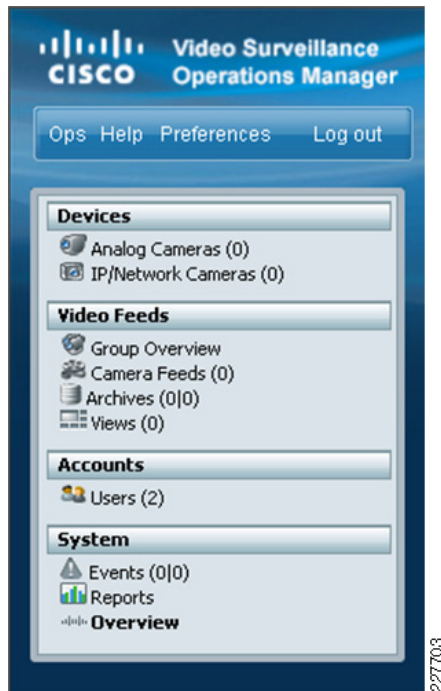 CISCO
Video Surveillance
Operations Manager
Ops Help Preferences Log out
Devices
Analog Cameras (0)
IP/Network Cameras (0)
Video Feeds
Group Overview
Camera Feeds (0)
Archives (0|0)
Views (0)
Accounts
Users (2)
System
Events (0|0)
Reports
Overview
227703